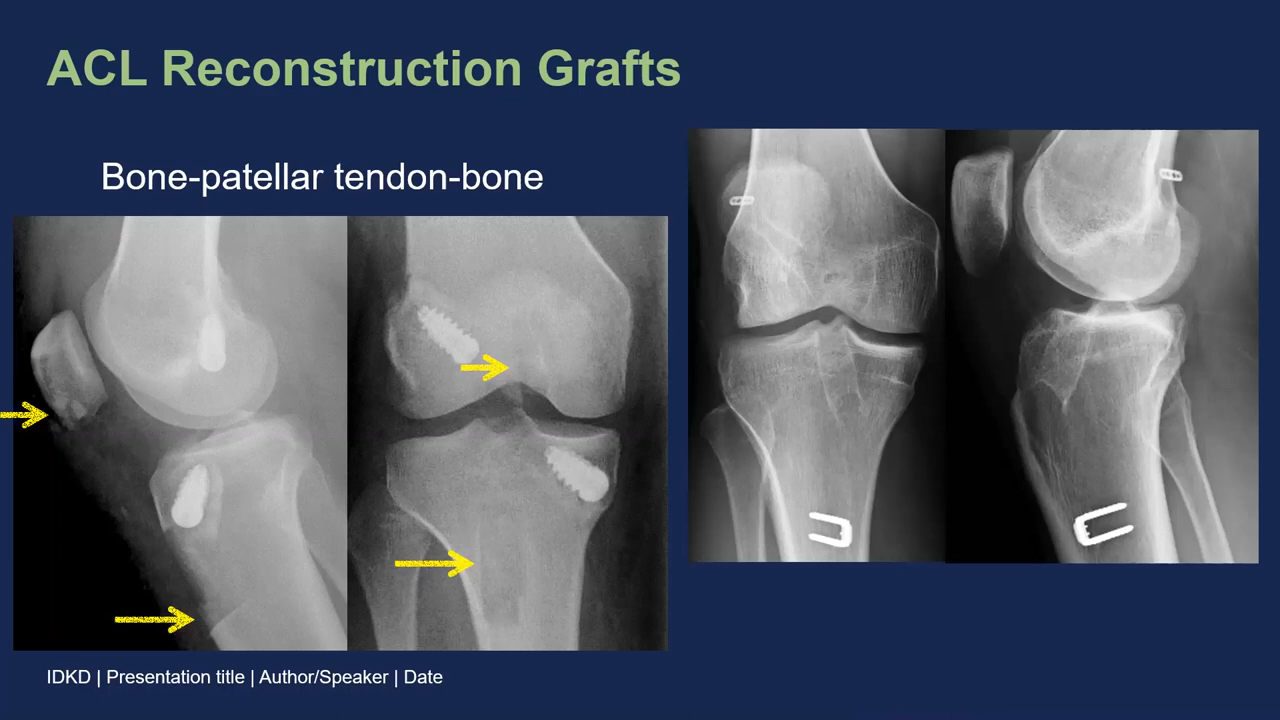 ACL Reconstruction Grafts
Bone-patellar tendon-bone
IDKD | Presentation title | Author/Speaker | Date